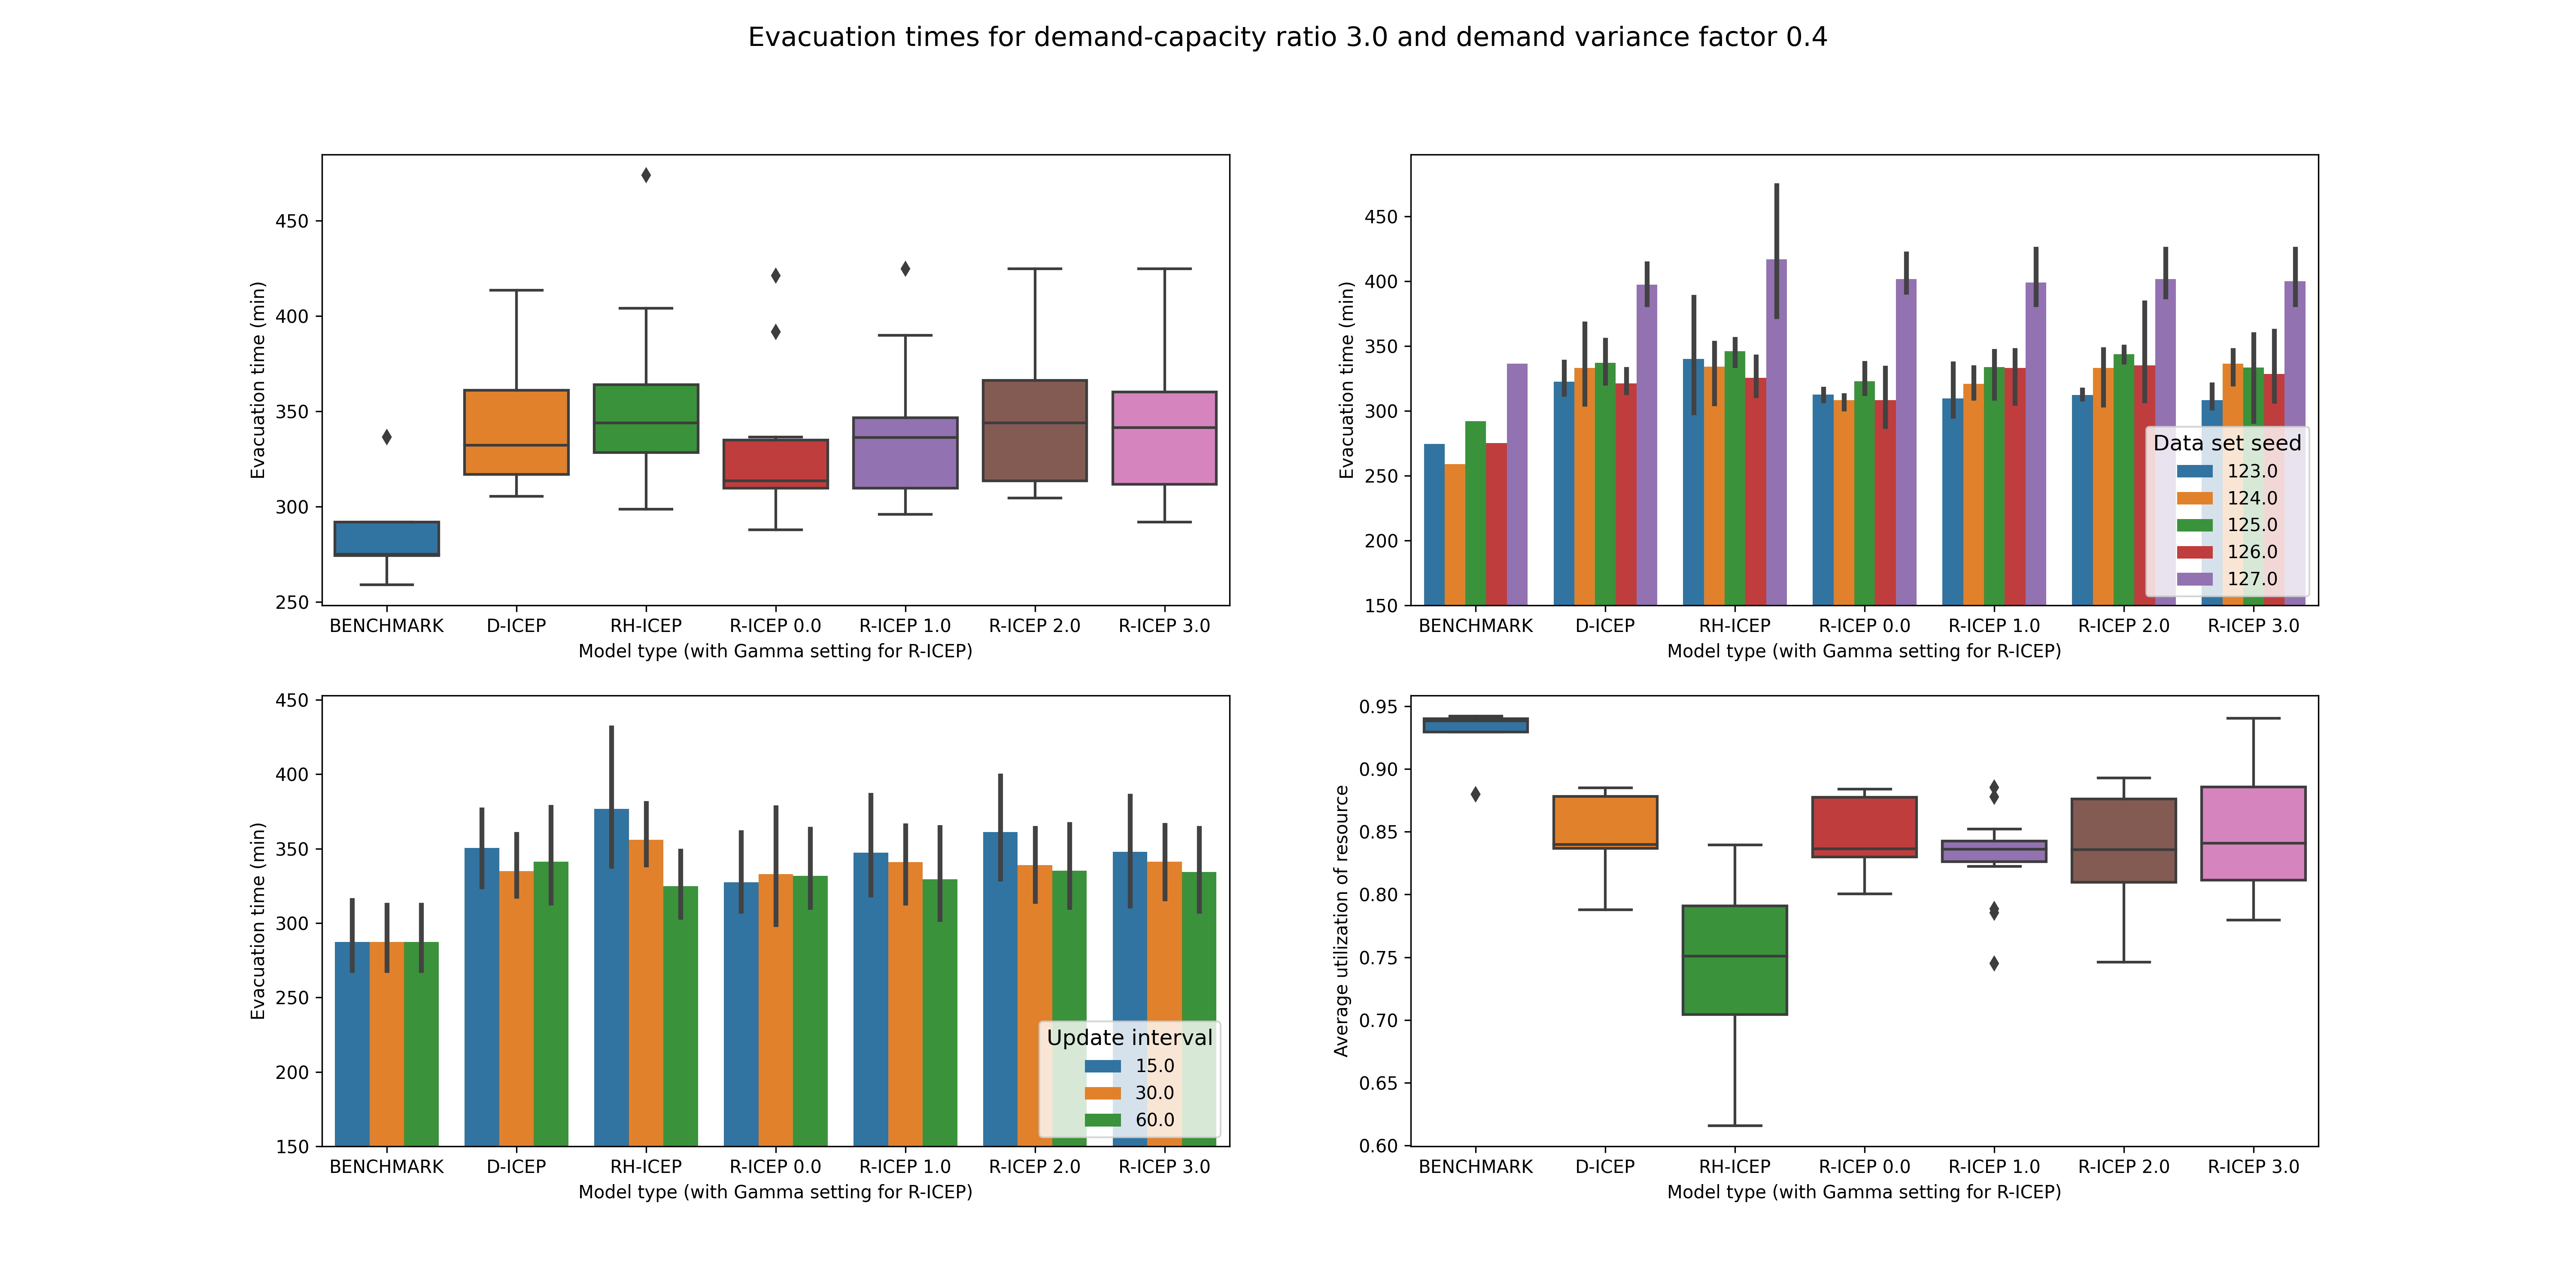 Evacuation times for demand-capacity ratio 3.0 and demand variance factor 0.4
Evacuation time (min)
450
400
350
300
250
BENCHMARK D-ICEP RH-ICEP R-ICEP 0.0 R-ICEP 1.0 R-ICEP 2.0 R-ICEP 3.0
Model type (with Gamma setting for R-ICEP)
Evacuation time (min)
450
400
350
300
250
200
150
Data set seed
123.0
124.0
125.0
126.0
127.0
BENCHMARK D-ICEP RH-ICEP R-ICEP 0.0 R-ICEP 1.0 R-ICEP 2.0 R-ICEP 3.0
Model type (with Gamma setting for R-ICEP)
Evacuation time (min)
450
400
350
300
250
200
150
Update interval
15.0
30.0
60.0
BENCHMARK D-ICEP RH-ICEP R-ICEP 0.0 R-ICEP 1.0 R-ICEP 2.0 R-ICEP 3.0
Model type (with Gamma setting for R-ICEP)
Average utilization of resource
0.95
0.90
0.85
0.80
0.75
0.70
0.65
0.60
BENCHMARK D-ICEP RH-ICEP R-ICEP 0.0 R-ICEP 1.0 R-ICEP 2.0 R-ICEP 3.0
Model type (with Gamma setting for R-ICEP)